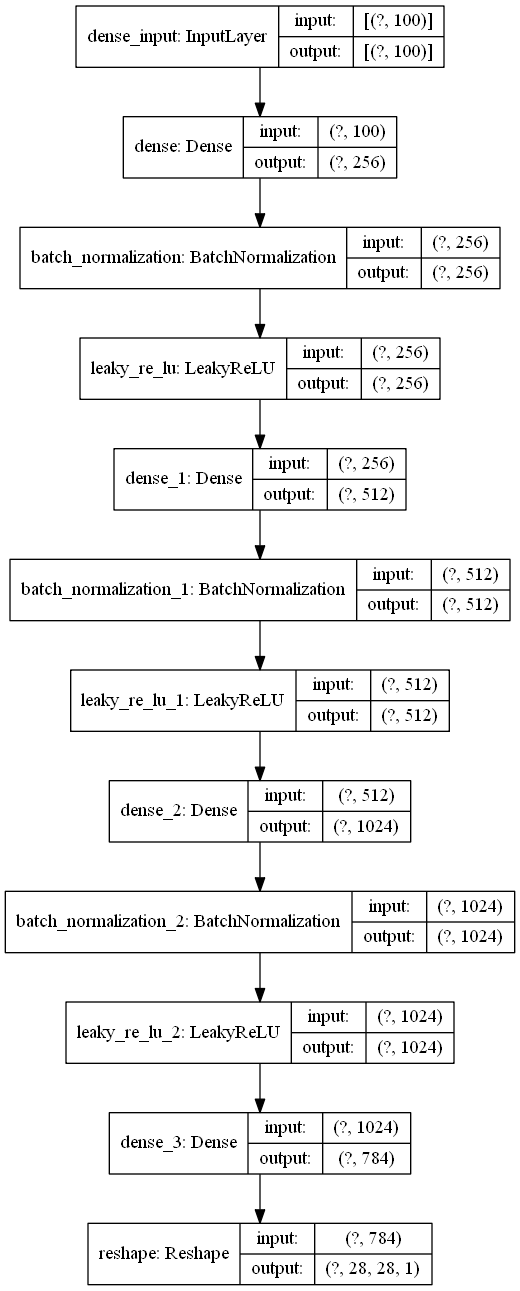 dense_input: InputLayer
input: [(?, 100)]
output: [(?, 100)]
dense: Dense
input: (?, 100)
output: (?, 256)
batch_normalization: BatchNormalization
input: (?, 256)
output: (?, 256)
leaky_re_lu: LeakyReLU
input: (?, 256)
output: (?, 256)
dense_1: Dense
input: (?, 256)
output: (?, 512)
batch_normalization_1: BatchNormalization
input: (?, 512)
output: (?, 512)
leaky_re_lu_1: LeakyReLU
input: (?, 512)
output: (?, 512)
dense_2: Dense
input: (?, 512)
output: (?, 1024)
batch_normalization_2: BatchNormalization
input: (?, 1024)
output: (?, 1024)
leaky_re_lu_2: LeakyReLU
input: (?, 1024)
output: (?, 1024)
dense_3: Dense
input: (?, 1024)
output: (?, 784)
reshape: Reshape
input: (?, 784)
output: (?, 28, 28, 1)